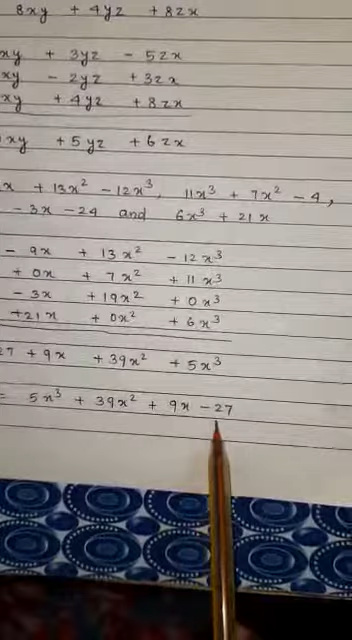 8xy + 4yz + 8zx
xy + 3yz - 5zx
xy - 2yz + 3zx
xy + 4yz + 8zx
xy + 5yz + 6zx
x + 13x² - 12x³, 11x³ + 7x² - 4,
- 3x - 24 and 6x³ + 21x
- 9x + 13x² - 12x³
+ 0x + 7x² + 11x³
- 3x + 19x² + 0x³
+21x + 0x² + 6x³
27 + 9x + 39x² + 5x³
= 5x³ + 39x² + 9x - 27